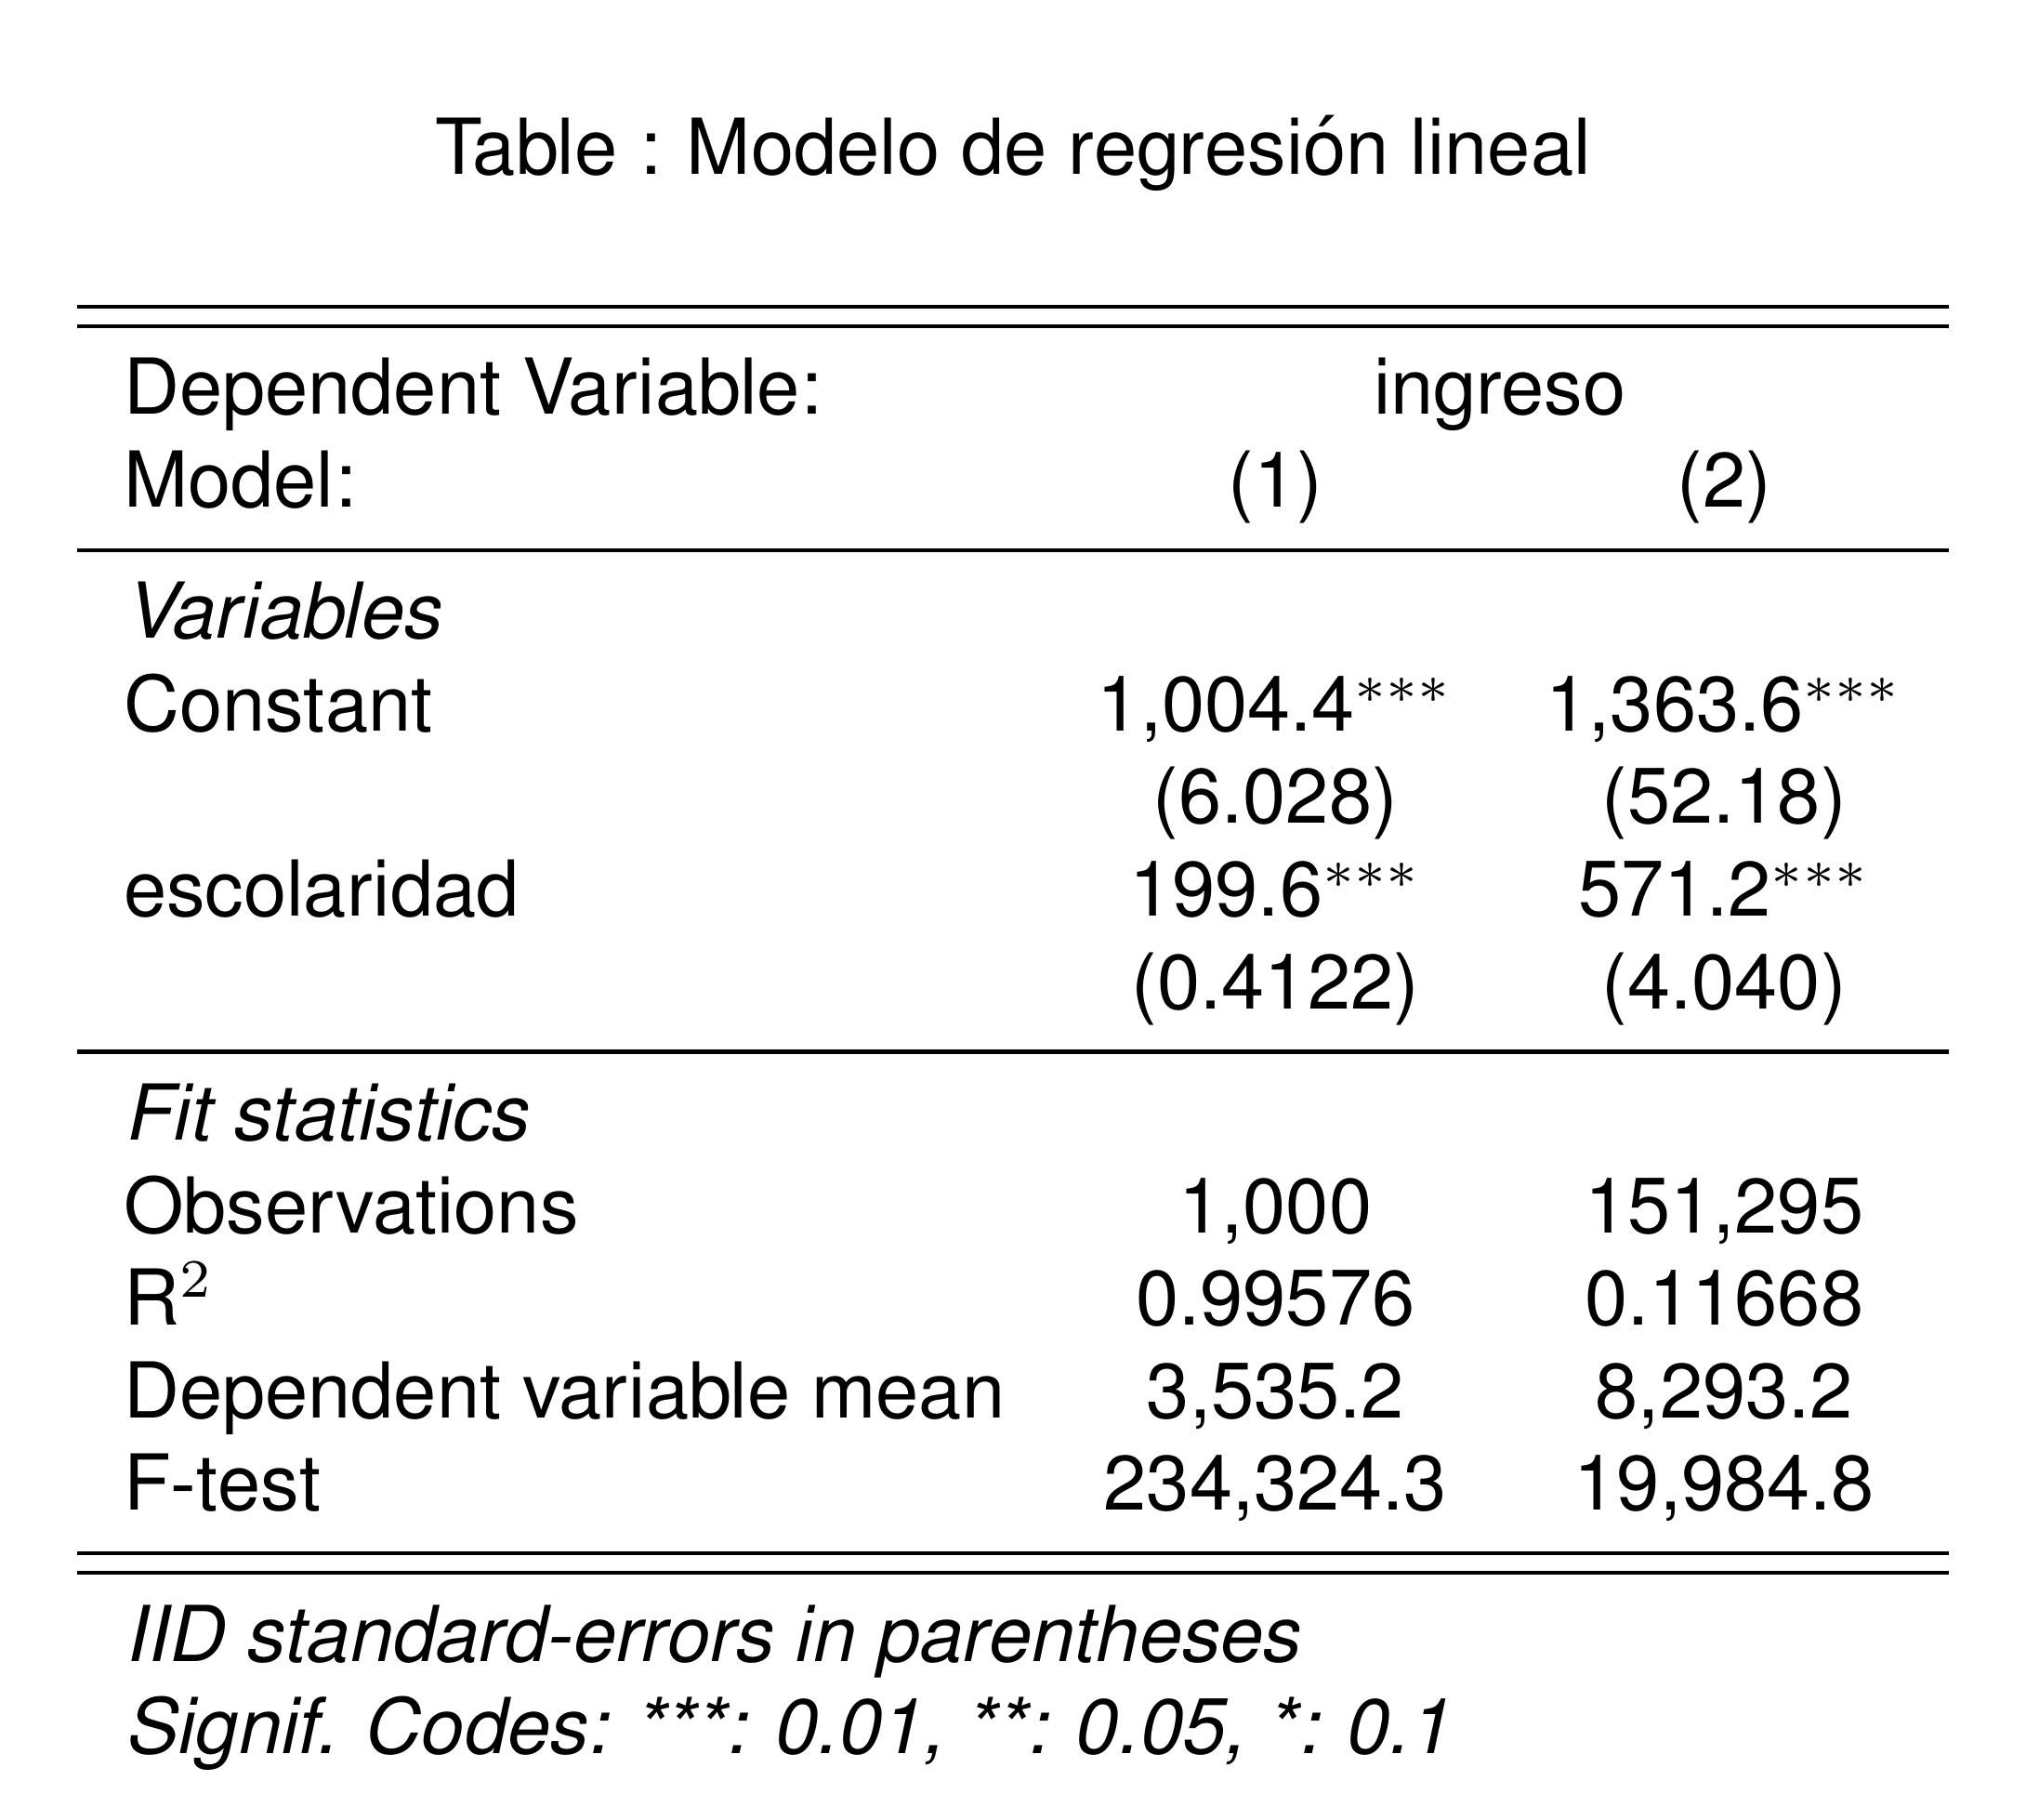 Table : Modelo de regresión lineal
Dependent Variable: ingreso
Model: (1) (2)
Variables
Constant 1,004.4*** 1,363.6***
(6.028) (52.18)
escolaridad 199.6*** 571.2***
(0.4122) (4.040)
Fit statistics
Observations 1,000 151,295
R² 0.99576 0.11668
Dependent variable mean 3,535.2 8,293.2
F-test 234,324.3 19,984.8
IID standard-errors in parentheses
Signif. Codes: ***: 0.01, **: 0.05, *: 0.1